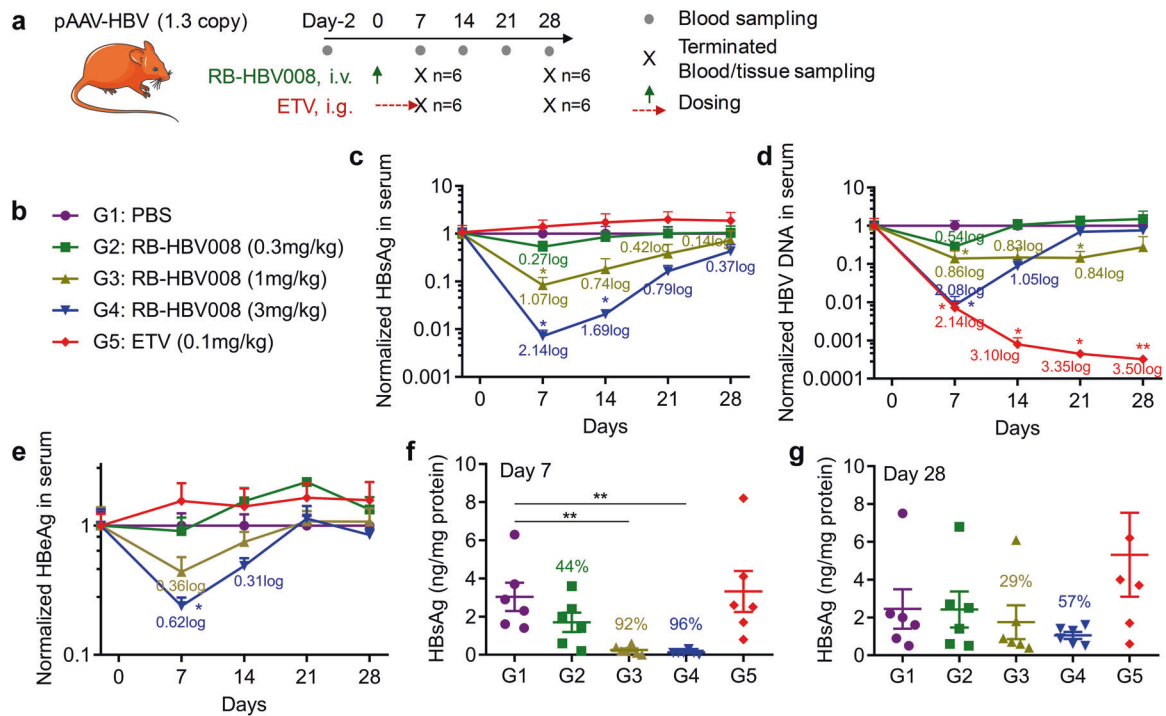 a
pAAV-HBV (1.3 copy)
Day-2 0 7 14 21 28
RB-HBV008, i.v.
X n=6
X n=6
ETV, i.g.
X n=6
X n=6
Blood sampling
X Terminated
Blood/tissue sampling
Dosing
b
G1: PBS
G2: RB-HBV008 (0.3mg/kg)
G3: RB-HBV008 (1mg/kg)
G4: RB-HBV008 (3mg/kg)
G5: ETV (0.1mg/kg)
c
Normalized HBsAg in serum
10
1
0.1
0.01
0.001
0.27log
0.42log
0.14log
*
1.07log
0.74log
0.37log
0.79log
*
2.14log
*
1.69log
0 7 14 21 28
Days
d
Normalized HBV DNA in serum
10
1
0.1
0.01
0.001
0.0001
0.54log
0.83log
*
*
0.86log
0.84log
2.08log
1.05log
* *
2.14log
*
3.10log
*
3.35log
**
3.50log
0 7 14 21 28
Days
e
Normalized HBeAg in serum
1
0.1
0.36log
0.31log
*
0.62log
0 7 14 21 28
Days
f
HBsAg (ng/mg protein)
10
8
6
4
2
0
Day 7
**
**
44%
92%
96%
G1 G2 G3 G4 G5
g
HBsAg (ng/mg protein)
10
8
6
4
2
0
Day 28
29%
57%
G1 G2 G3 G4 G5